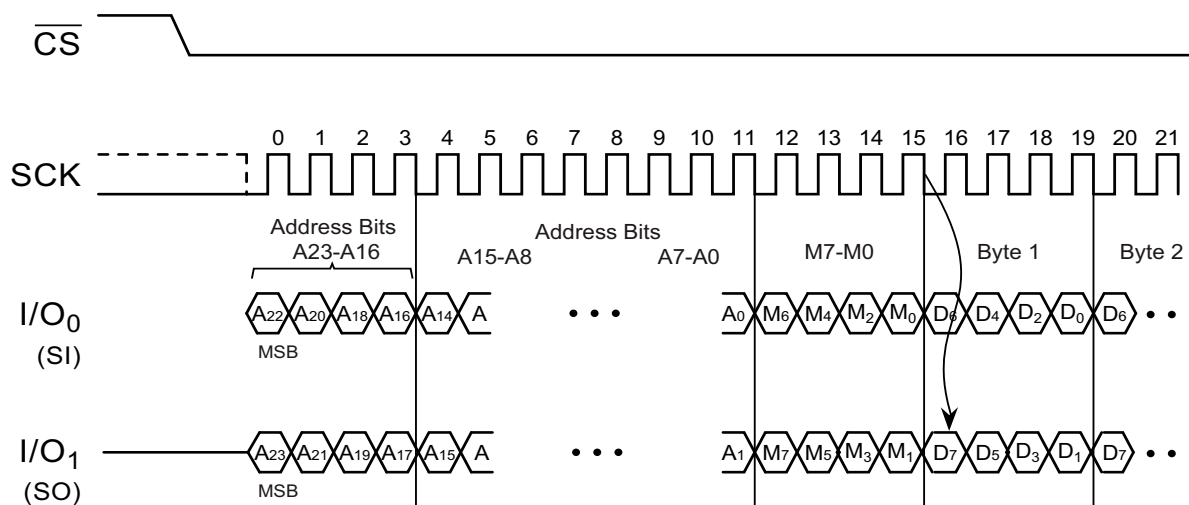 CS
0 1 2 3 4 5 6 7 8 9 10 11 12 13 14 15 16 17 18 19 20 21
SCK
Address Bits
A23-A16
Address Bits
A15-A8 A7-A0 M7-M0 Byte 1 Byte 2
I/O0
(SI)
A22 A20 A18 A16 A14 A • • • A0 M6 M4 M2 M0 D6 D4 D2 D0 D6 • •
MSB
I/O1
(SO)
A23 A21 A19 A17 A15 A • • • A1 M7 M5 M3 M1 D7 D5 D3 D1 D7 • •
MSB